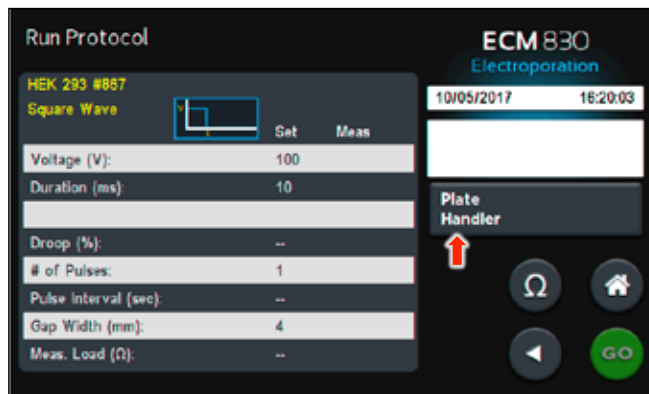 Run Protocol
ECM 830
Electroporation
HEK 293 #867
Square Wave
V
t
Set Meas
10/05/2017 16:20:03
Voltage (V): 100
Duration (ms): 10
Plate
Handler
Droop (%): --
# of Pulses: 1
Pulse Interval (sec): --
Gap Width (mm): 4
Meas. Load (Ω): --
Ω
GO